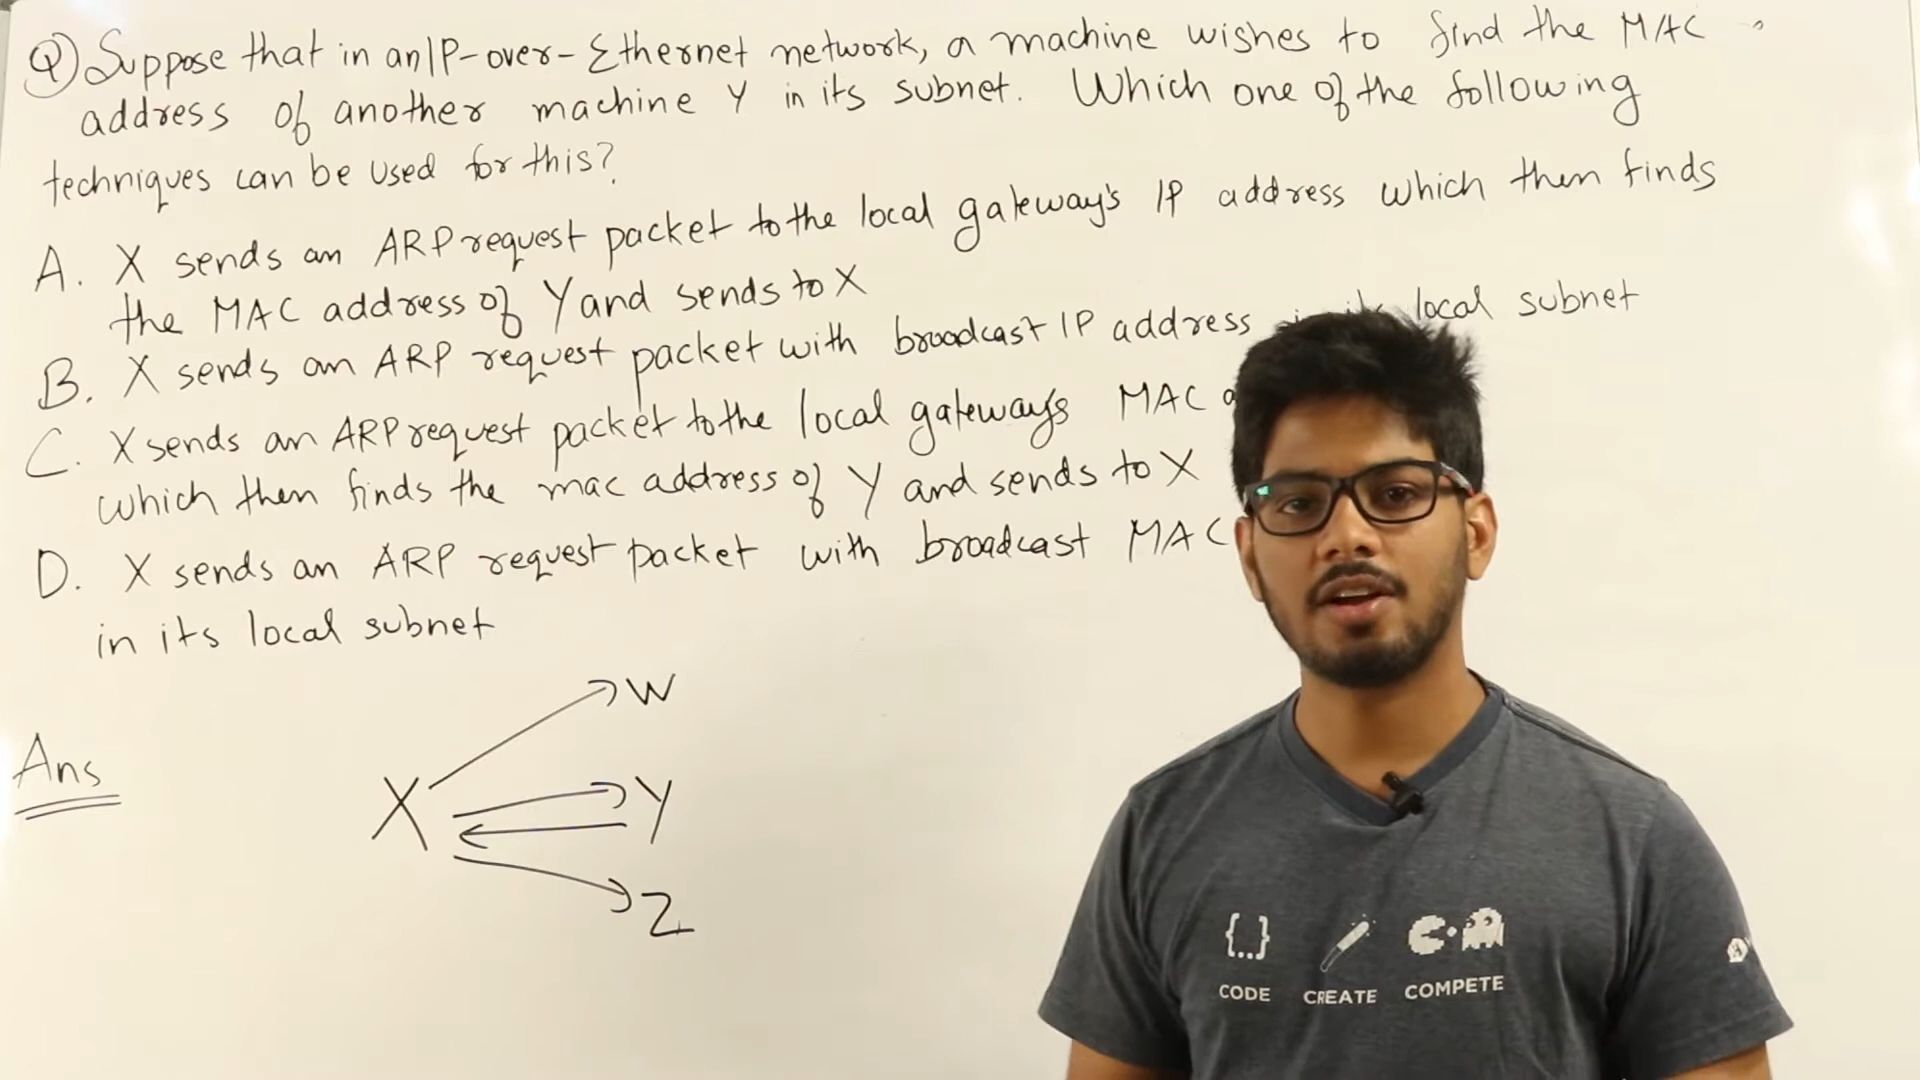 Q) Suppose that in an IP-over-Ethernet network, a machine wishes to find the MAC
address of another machine Y in its subnet. Which one of the following
techniques can be used for this?
A. X sends an ARP request packet to the local gateway's IP address which then finds
the MAC address of Y and sends to X
B. X sends an ARP request packet with broadcast IP address local subnet
C. X sends an ARP request packet to the local gateways MAC
which then finds the mac address of Y and sends to X
D. X sends an ARP request packet with broadcast MAC
in its local subnet
Ans
W
X
Y
Z
{...}
CODE CREATE COMPETE